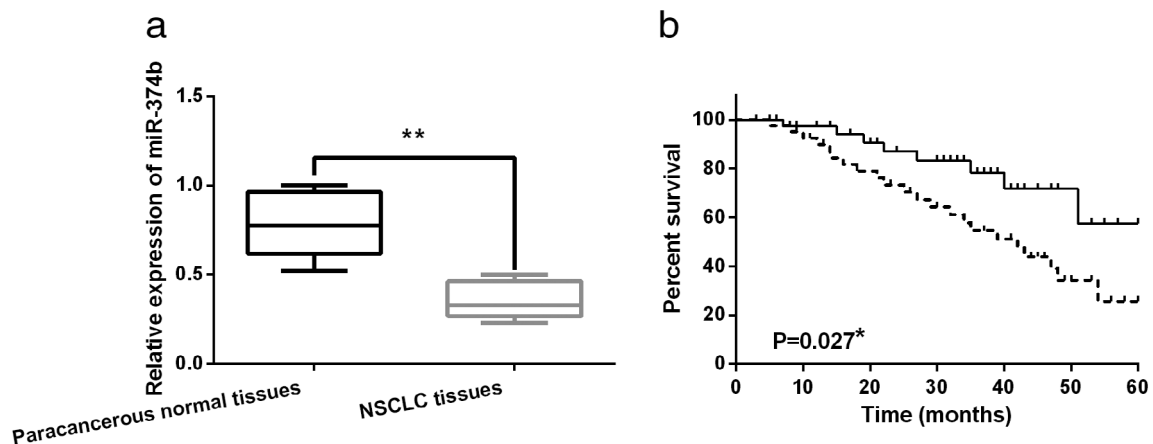 a
Relative expression of miR-374b
1.5
1.0
0.5
0.0
**
Paracancerous normal tissues
NSCLC tissues
b
Percent survival
100
80
60
40
20
0
P=0.027*
0 10 20 30 40 50 60
Time (months)